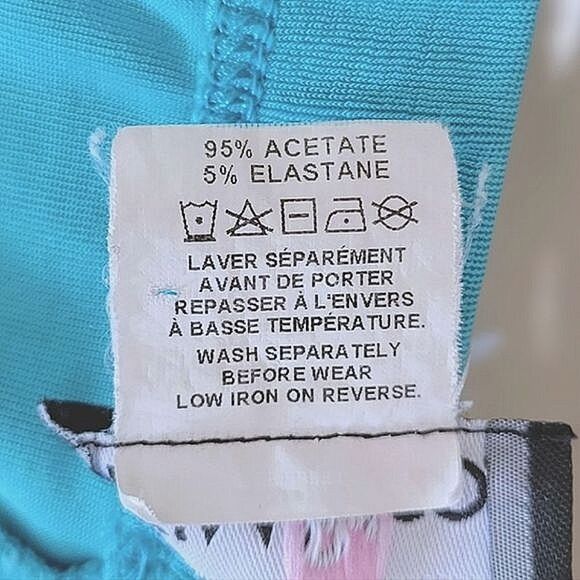 95% ACETATE
5% ELASTANE
LAVER SÉPARÉMENT
AVANT DE PORTER
REPASSER À L'ENVERS
À BASSE TEMPÉRATURE.
WASH SEPARATELY
BEFORE WEAR
LOW IRON ON REVERSE.